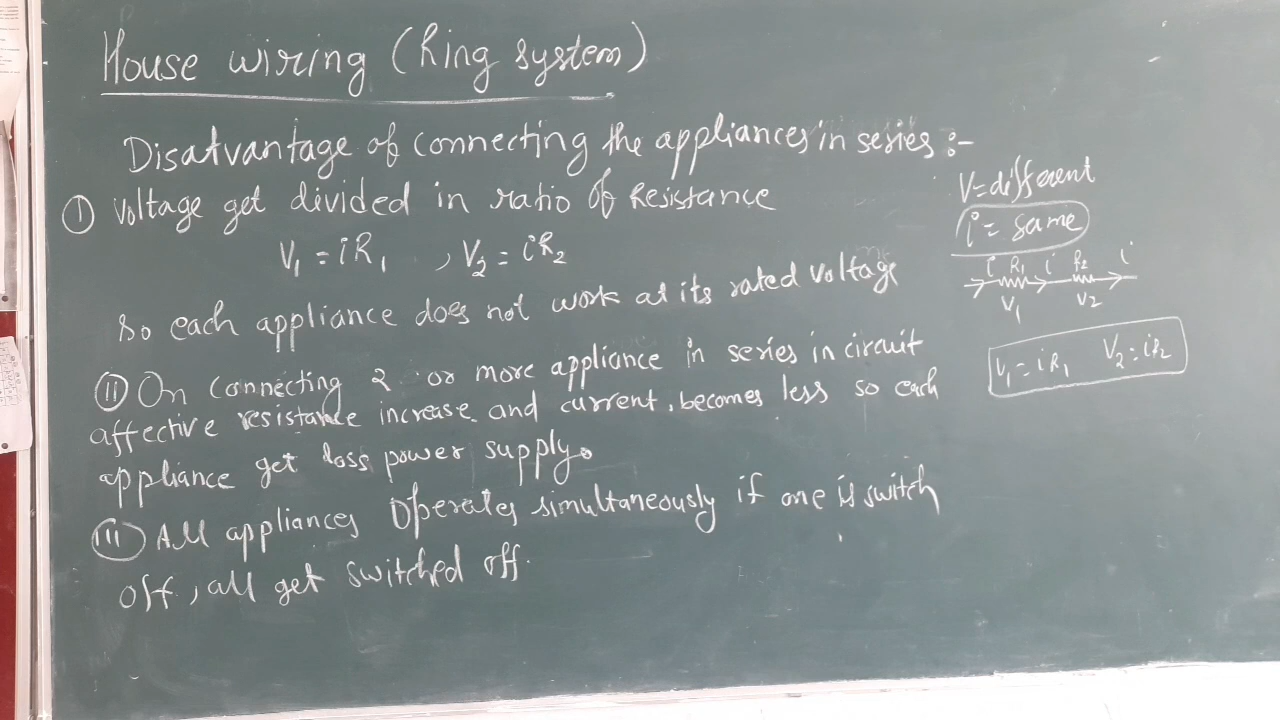 House wiring (Ring system)
Disatvantage of connecting the appliances in series :-
(I) Voltage get divided in ratio of Resistance
V₁ = iR₁ , V₂ = iR₂
So each appliance does not work at its rated voltage
(II) On connecting 2 or more appliance in series in circuit
affective resistance increase and current, becomes less so each
appliance get loss power supply.
(III) All appliances Operates simultaneously if one is switch
off, all get switched off.
V = different
i = same
i R₁ i R₂ i
V₁ V₂
V₁ = iR₁ V₂ = iR₂